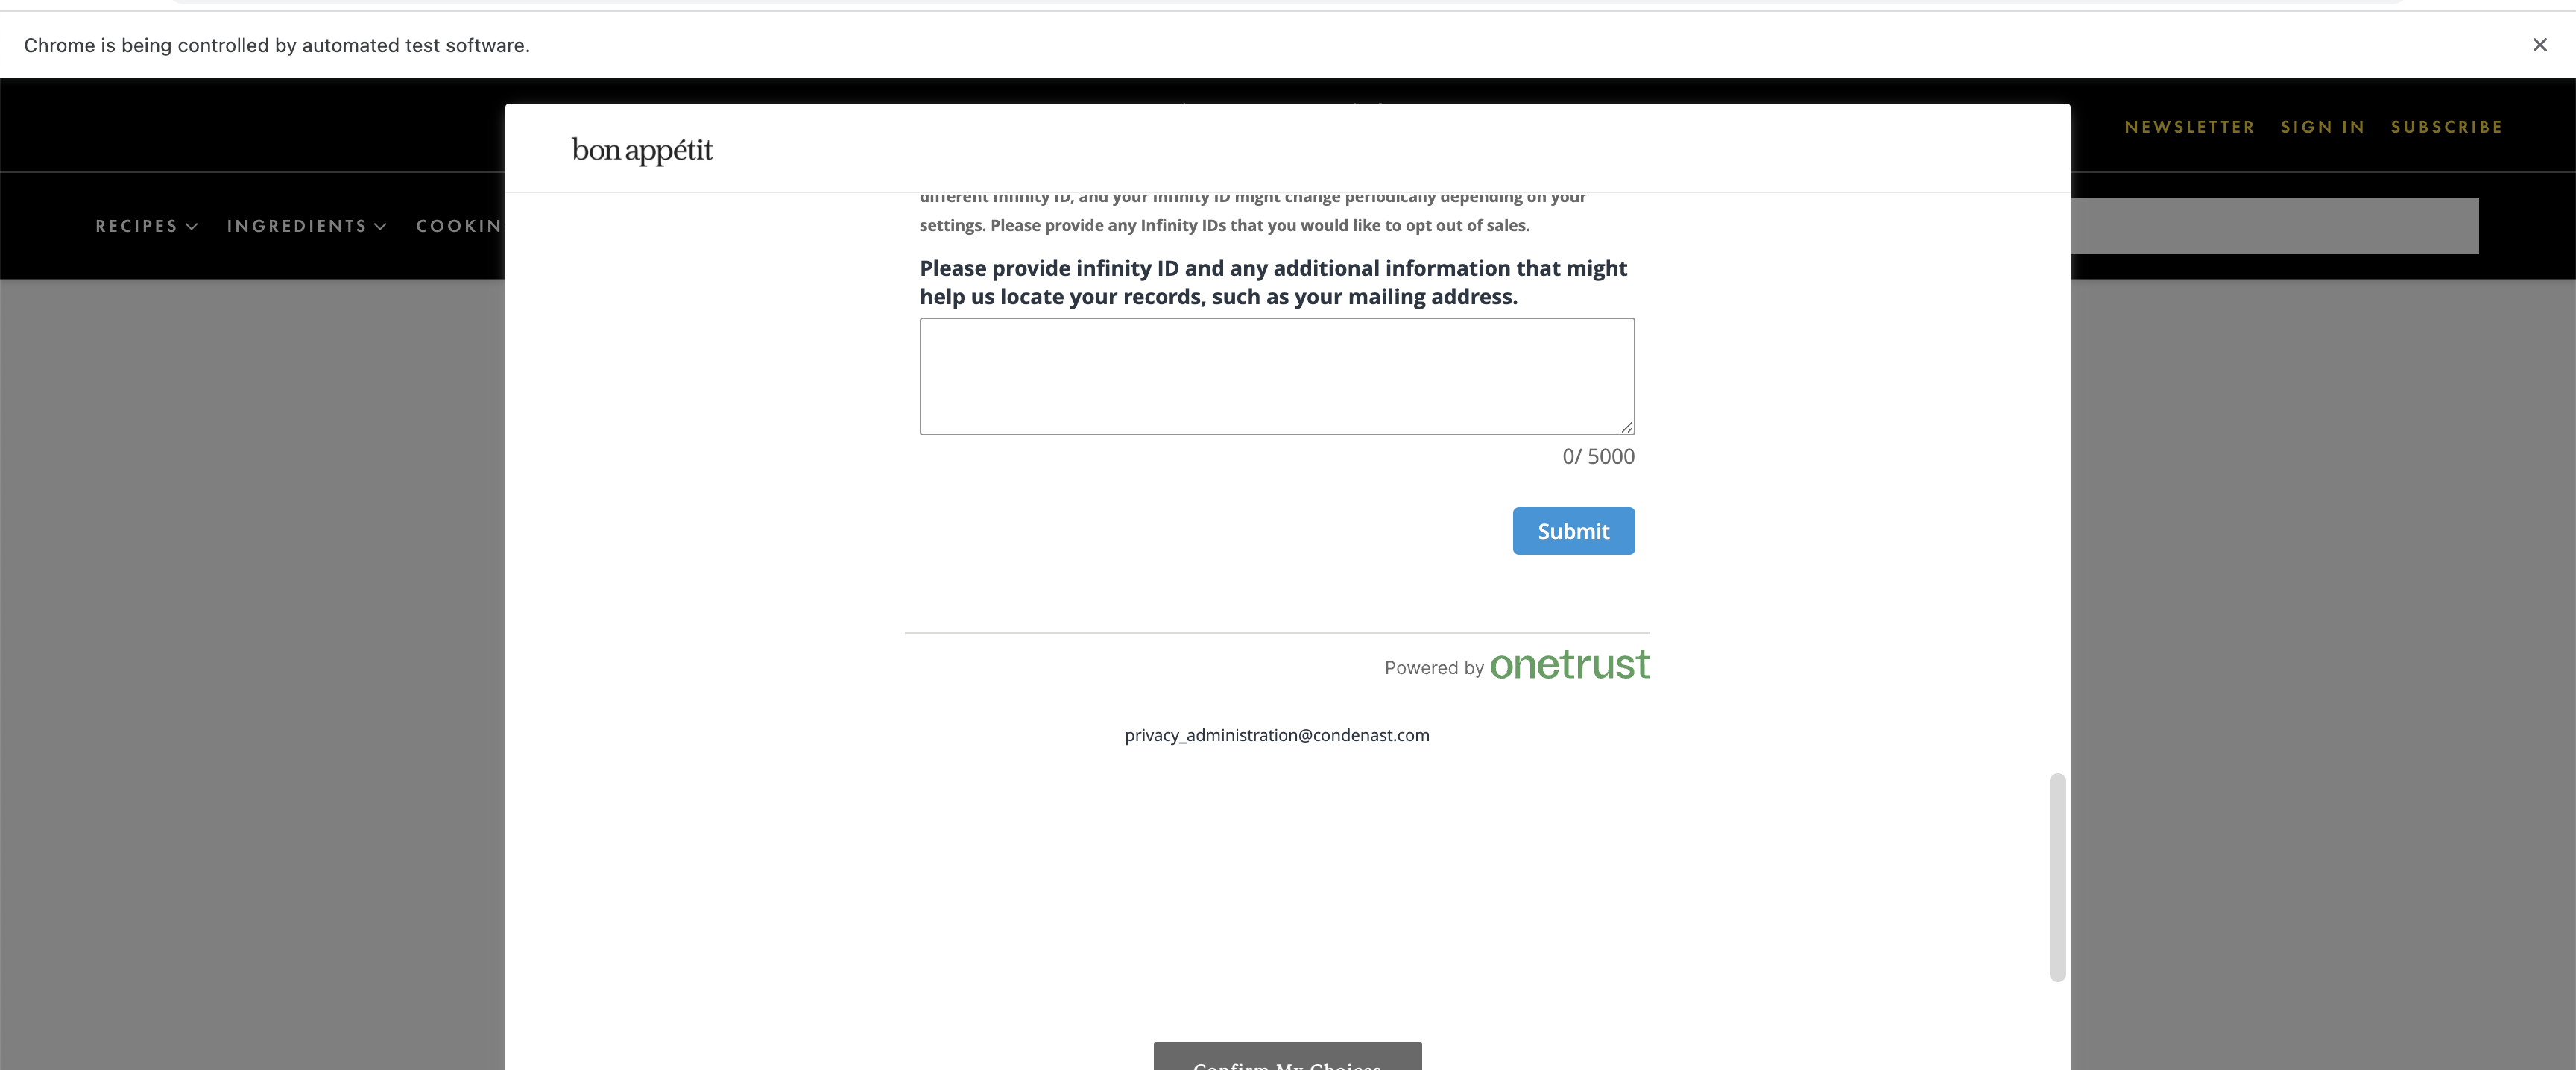 Chrome is being controlled by automated test software.
NEWSLETTER SIGN IN SUBSCRIBE
bon appétit
RECIPES INGREDIENTS
different Infinity ID, and your Infinity ID might change periodically depending on your
settings. Please provide any Infinity IDs that you would like to opt out of sales.
Please provide infinity ID and any additional information that might
help us locate your records, such as your mailing address.
0/ 5000
Submit
Powered by onetrust
privacy_administration@condenast.com
Confirm My Choices